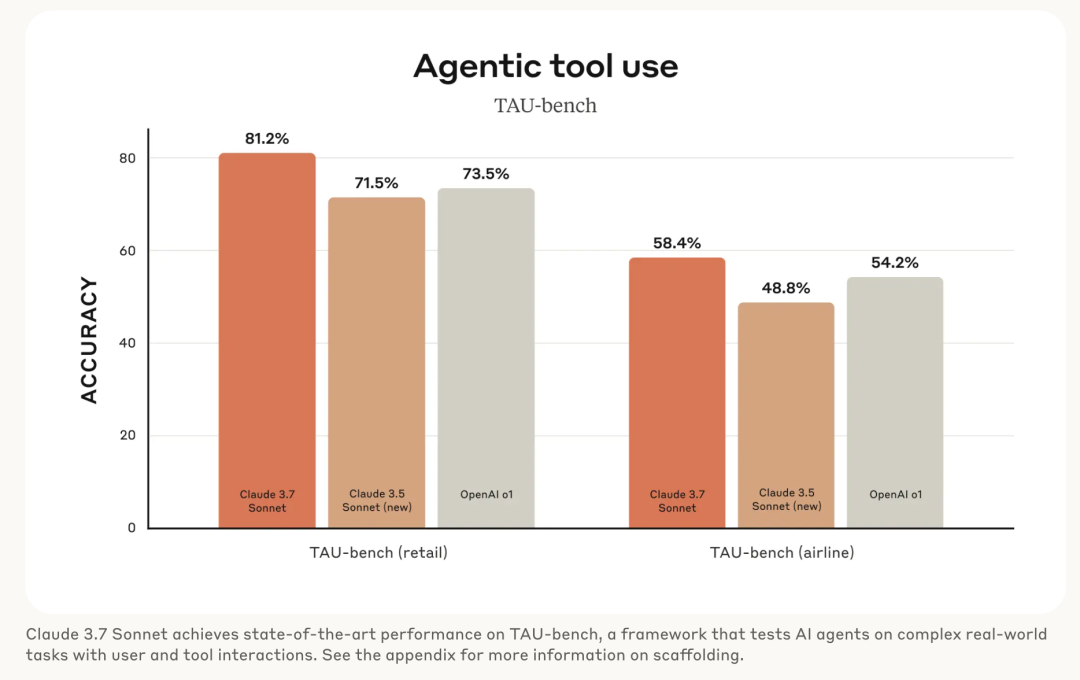 Agentic tool use
TAU-bench
81.2%
71.5%
73.5%
58.4%
48.8%
54.2%
80
60
40
20
0
ACCURACY
Claude 3.7
Sonnet
Claude 3.5
Sonnet (new)
OpenAI o1
Claude 3.7
Sonnet
Claude 3.5
Sonnet (new)
OpenAI o1
TAU-bench (retail)
TAU-bench (airline)
Claude 3.7 Sonnet achieves state-of-the-art performance on TAU-bench, a framework that tests AI agents on complex real-world
tasks with user and tool interactions. See the appendix for more information on scaffolding.